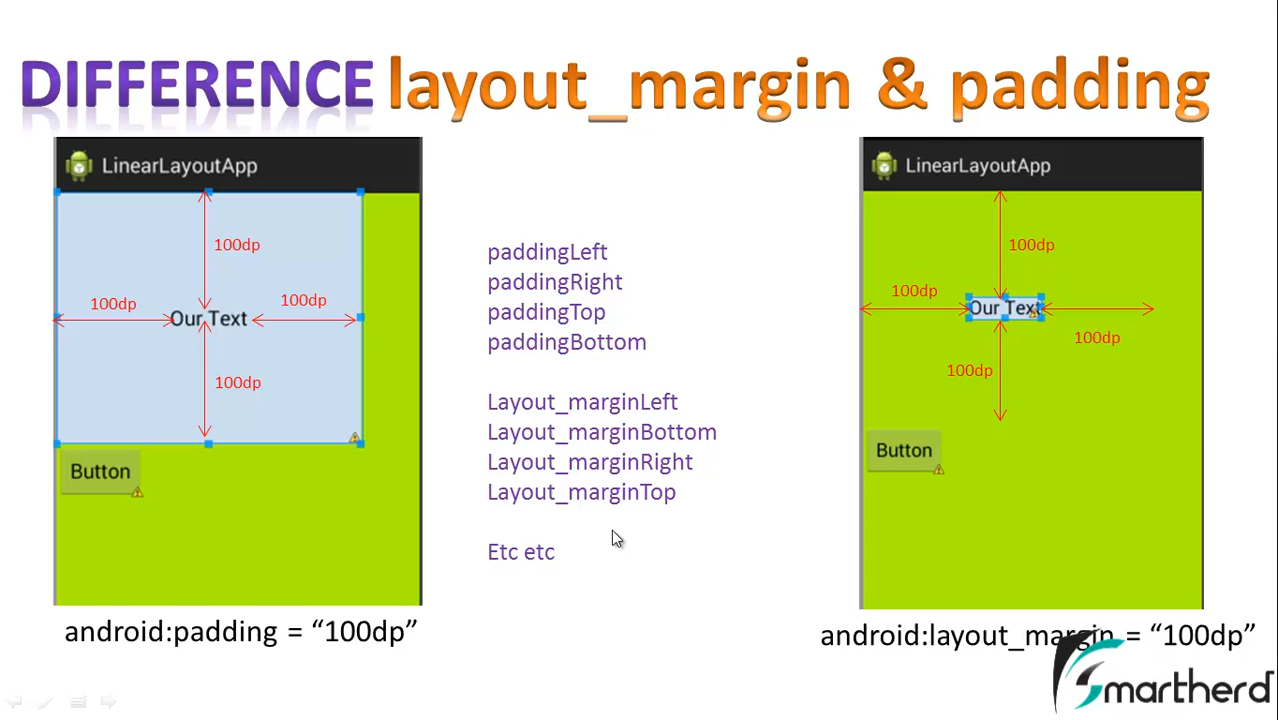 DIFFERENCE layout_margin & padding
LinearLayoutApp
100dp
100dp
100dp
Our Text
100dp
Button
android:padding = “100dp”
paddingLeft
paddingRight
paddingTop
paddingBottom
Layout_marginLeft
Layout_marginBottom
Layout_marginRight
Layout_marginTop
Etc etc
LinearLayoutApp
100dp
100dp
Our Text
100dp
100dp
Button
android:layout_margin = “100dp”
Smartherd